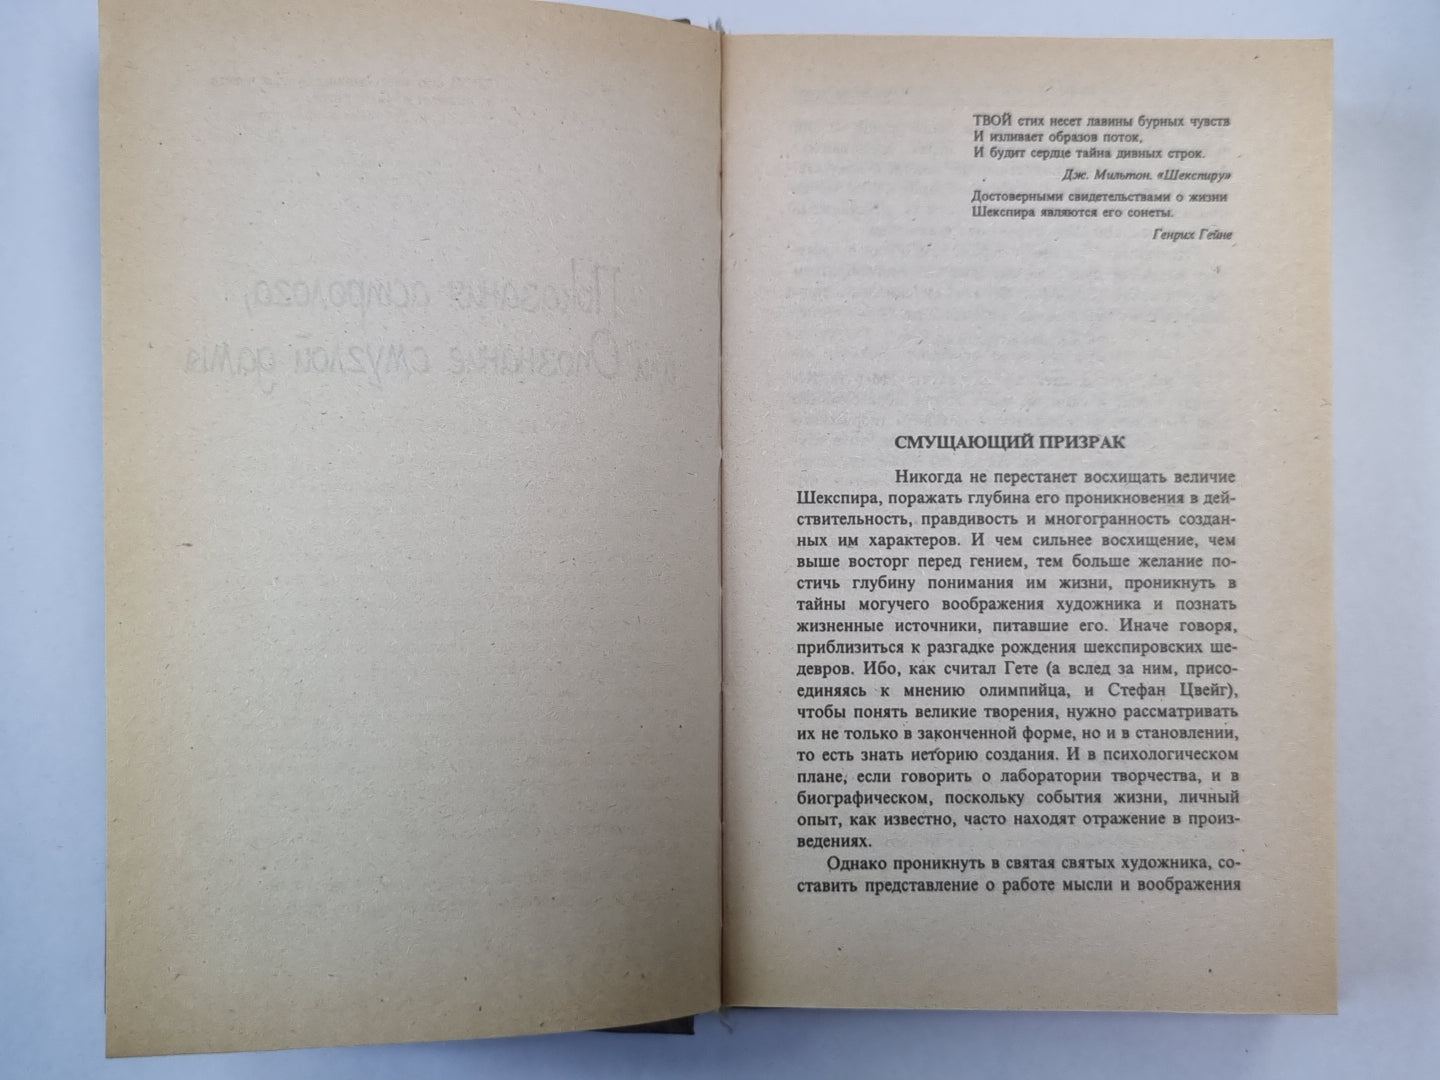 ТВОЙ стих несет лавины бурных чувств
И изливает образов поток,
И будит сердце тайна дивных строк.
Дж. Мильтон. «Шекспиру»
Достоверными свидетельствами о жизни
Шекспира являются его сонеты.
Генрих Гейне
СМУЩАЮЩИЙ ПРИЗРАК
Никогда не перестанет восхищать величие
Шекспира, поражать глубина его проникновения в дей-
ствительность, правдивость и многогранность создан-
ных им характеров. И чем сильнее восхищение, чем
выше восторг перед гением, тем больше желание по-
стичь глубину понимания им жизни, проникнуть в
тайны могучего воображения художника и познать
жизненные источники, питавшие его. Иначе говоря,
приблизиться к разгадке рождения шекспировских ше-
девров. Ибо, как считал Гете (а вслед за ним, присо-
единяясь к мнению олимпийца, и Стефан Цвейг),
чтобы понять великие творения, нужно рассматривать
их не только в законченной форме, но и в становлении,
то есть знать историю создания. И в психологическом
плане, если говорить о лаборатории творчества, и в
биографическом, поскольку события жизни, личный
опыт, как известно, часто находят отражение в произ-
ведениях.
Однако проникнуть в святая святых художника, со-
ставить представление о работе мысли и воображения